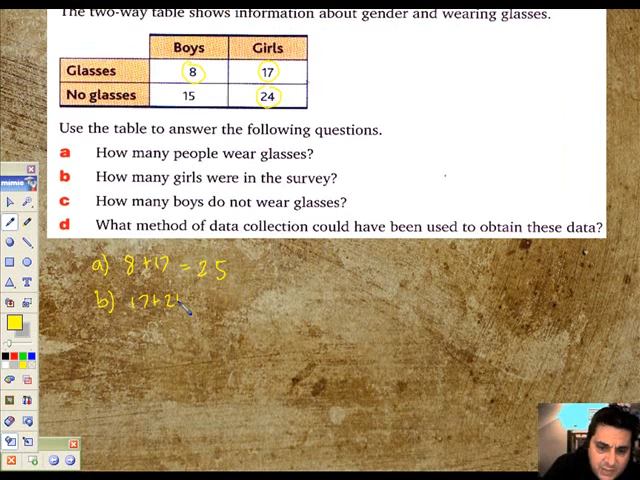 The two-way table shows information about gender and wearing glasses.
Boys Girls
Glasses 8 17
No glasses 15 24
Use the table to answer the following questions.
a How many people wear glasses?
b How many girls were in the survey?
c How many boys do not wear glasses?
d What method of data collection could have been used to obtain these data?
mimio
T
a) 8+17 = 25
b) 17+2